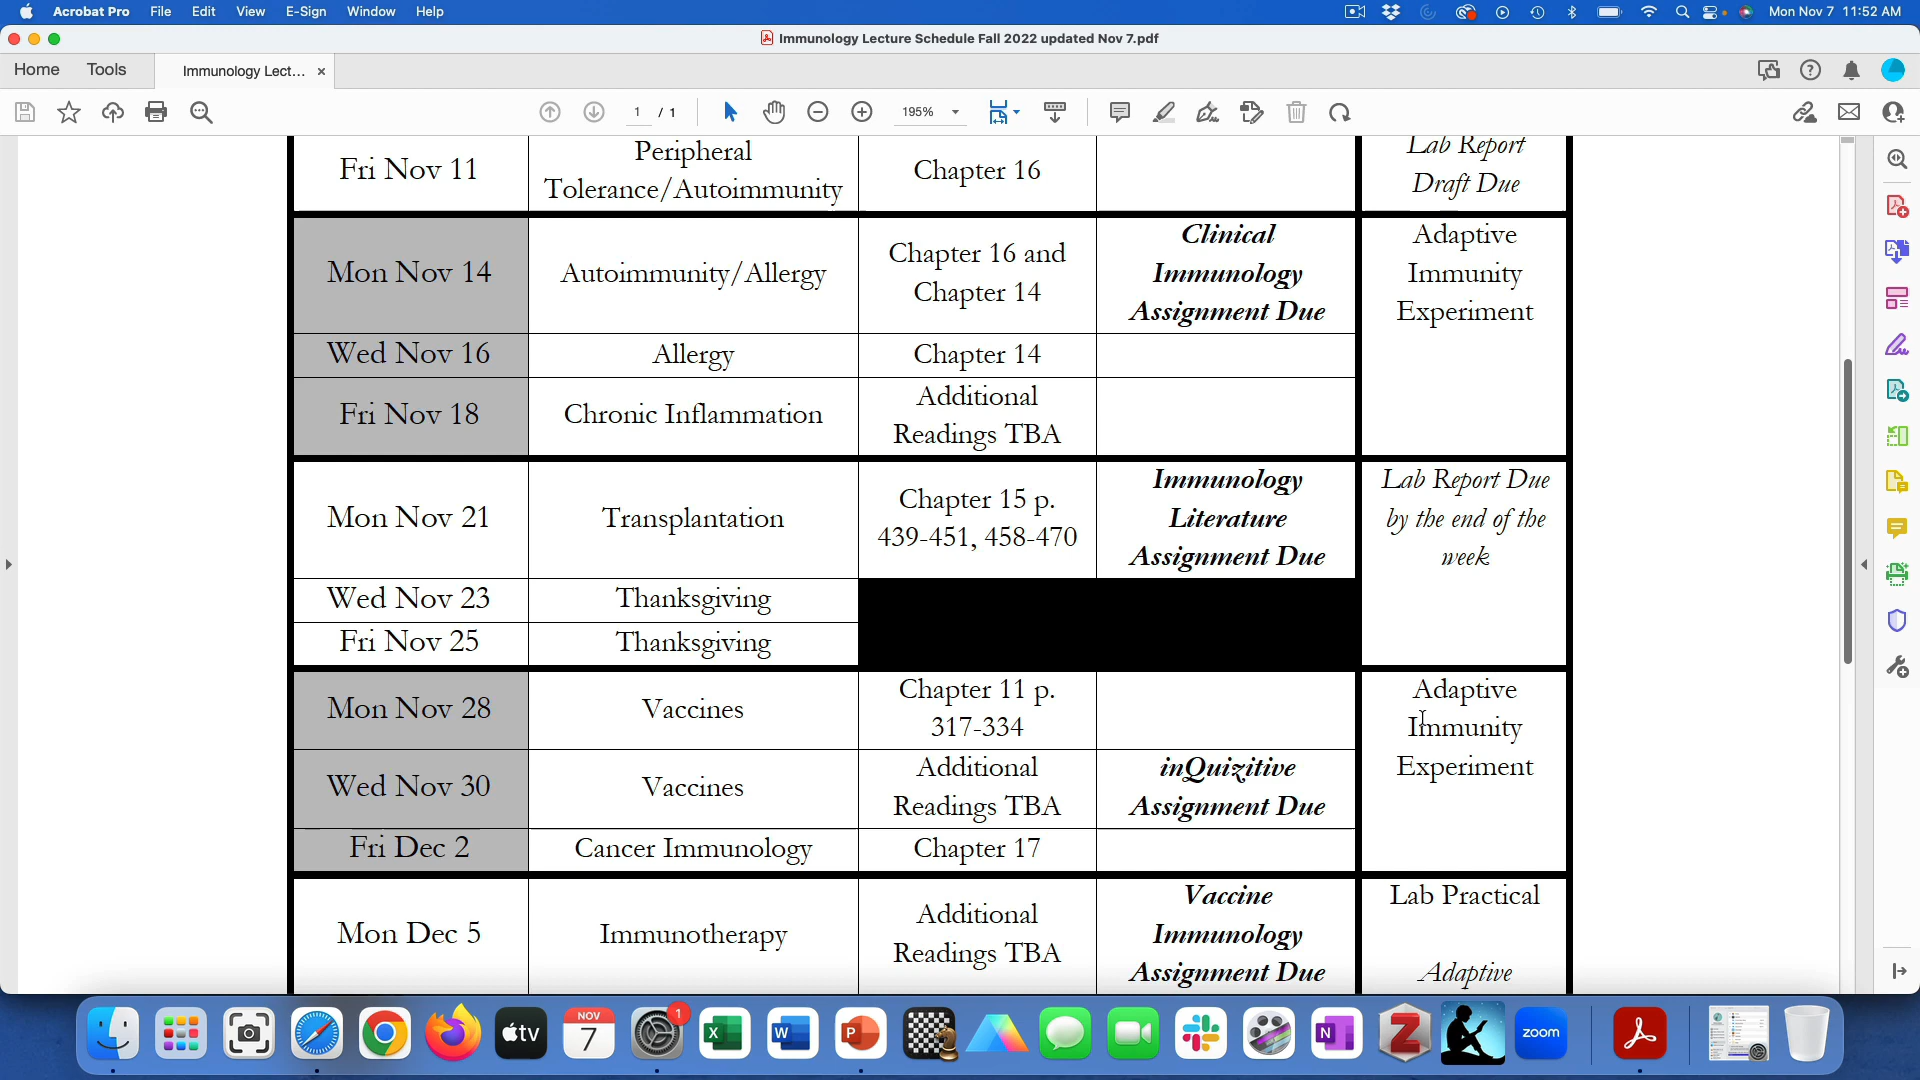 Acrobat Pro File Edit View E-Sign Window Help Mon Nov 7 11:52 AM
Immunology Lecture Schedule Fall 2022 updated Nov 7.pdf
Home Tools Immunology Lect... ×
1 / 1 195%
Fri Nov 11
Peripheral
Tolerance/Autoimmunity
Chapter 16
Lab Report
Draft Due
Mon Nov 14
Autoimmunity/Allergy
Chapter 16 and
Chapter 14
Clinical
Immunology
Assignment Due
Adaptive
Immunity
Experiment
Wed Nov 16
Allergy
Chapter 14
Fri Nov 18
Chronic Inflammation
Additional
Readings TBA
Mon Nov 21
Transplantation
Chapter 15 p.
439-451, 458-470
Immunology
Literature
Assignment Due
Lab Report Due
by the end of the
week
Wed Nov 23
Thanksgiving
Fri Nov 25
Thanksgiving
Mon Nov 28
Vaccines
Chapter 11 p.
317-334
Adaptive
Immunity
Experiment
Wed Nov 30
Vaccines
Additional
Readings TBA
inQuizitive
Assignment Due
Fri Dec 2
Cancer Immunology
Chapter 17
Mon Dec 5
Immunotherapy
Additional
Readings TBA
Vaccine
Immunology
Assignment Due
Lab Practical
Adaptive
NOV
7
tv
1
X
W
P
N
Z
zoom